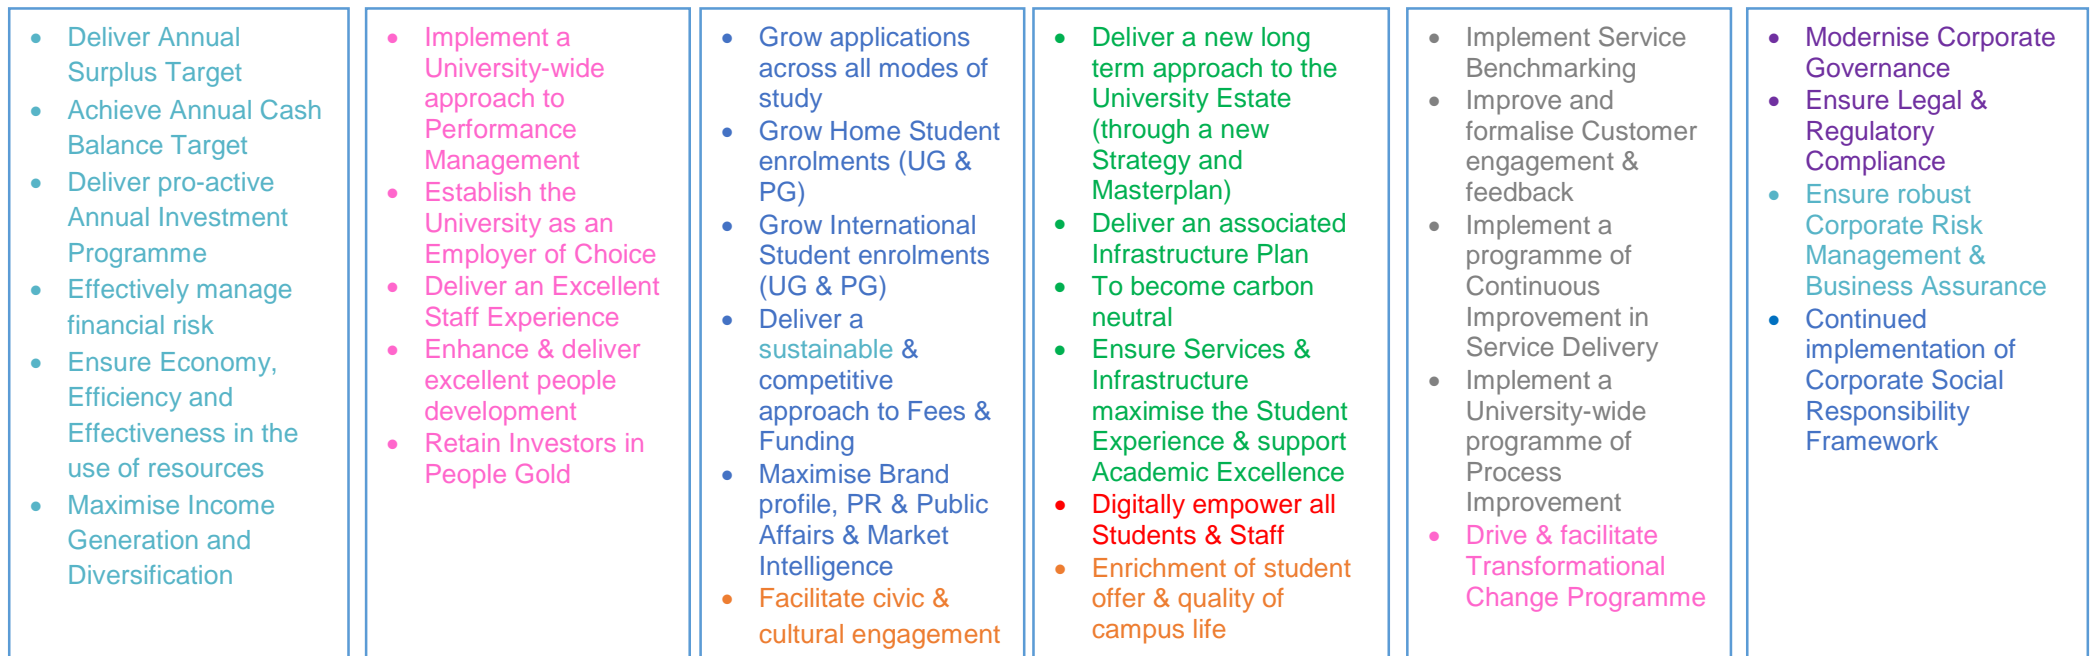 • Deliver Annual
Surplus Target
• Achieve Annual Cash
Balance Target
• Deliver pro-active
Annual Investment
Programme
• Effectively manage
financial risk
• Ensure Economy,
Efficiency and
Effectiveness in the
use of resources
• Maximise Income
Generation and
Diversification
• Implement a
University-wide
approach to
Performance
Management
• Establish the
University as an
Employer of Choice
• Deliver an Excellent
Staff Experience
• Enhance & deliver
excellent people
development
• Retain Investors in
People Gold
• Grow applications
across all modes of
study
• Grow Home Student
enrolments (UG &
PG)
• Grow International
Student enrolments
(UG & PG)
• Deliver a
sustainable &
competitive
approach to Fees &
Funding
• Maximise Brand
profile, PR & Public
Affairs & Market
Intelligence
• Facilitate civic &
cultural engagement
• Deliver a new long
term approach to the
University Estate
(through a new
Strategy and
Masterplan)
• Deliver an associated
Infrastructure Plan
• To become carbon
neutral
• Ensure Services &
Infrastructure
maximise the Student
Experience & support
Academic Excellence
• Digitally empower all
Students & Staff
• Enrichment of student
offer & quality of
campus life
• Implement Service
Benchmarking
• Improve and
formalise Customer
engagement &
feedback
• Implement a
programme of
Continuous
Improvement in
Service Delivery
• Implement a
University-wide
programme of
Process
Improvement
• Drive & facilitate
Transformational
Change Programme
• Modernise Corporate
Governance
• Ensure Legal &
Regulatory
Compliance
• Ensure robust
Corporate Risk
Management &
Business Assurance
• Continued
implementation of
Corporate Social
Responsibility
Framework